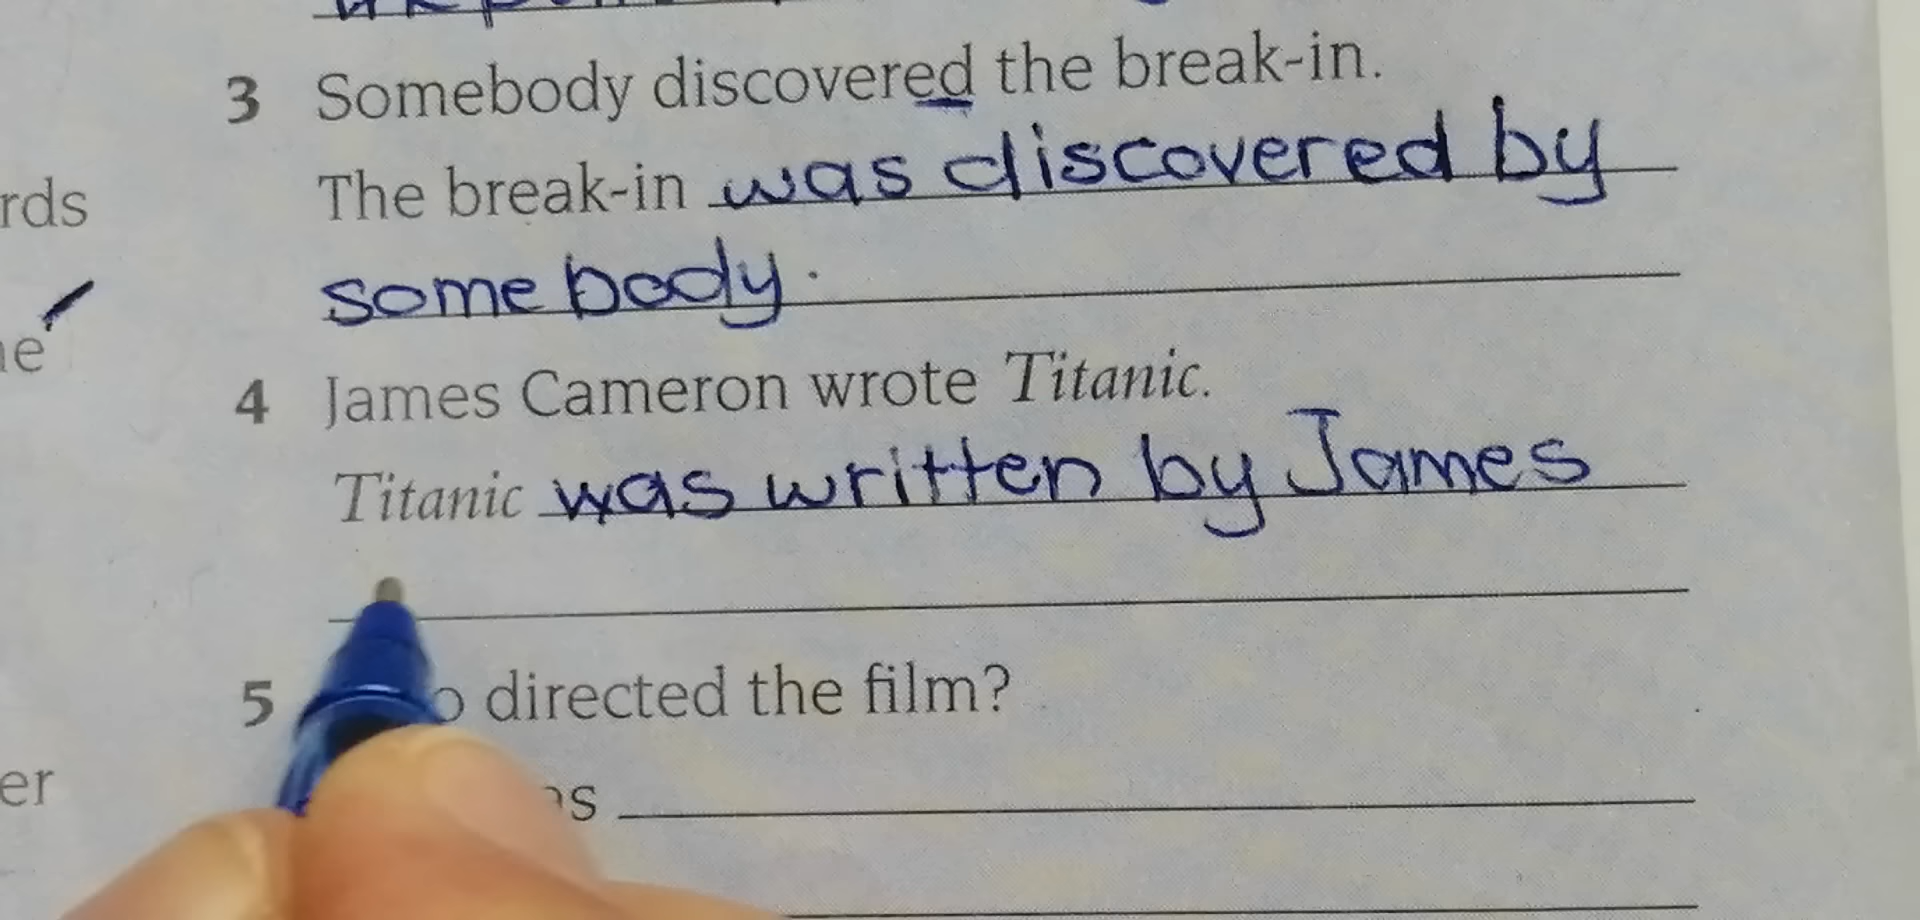 3 Somebody discovered the break-in.
rds
The break-in was discovered by
somebody.
e
4 James Cameron wrote Titanic.
Titanic was written by James
5 directed the film?
er